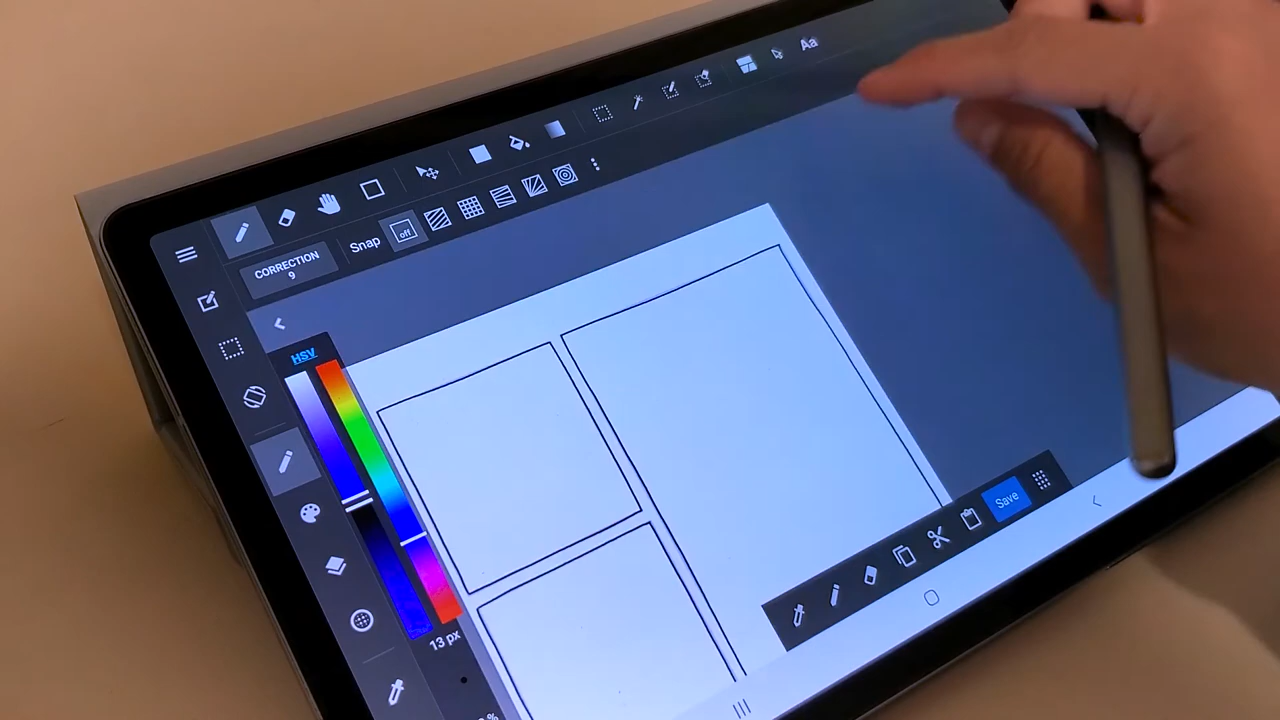 Aa
Snap
off
CORRECTION
9
HSV
Save
13 px
%